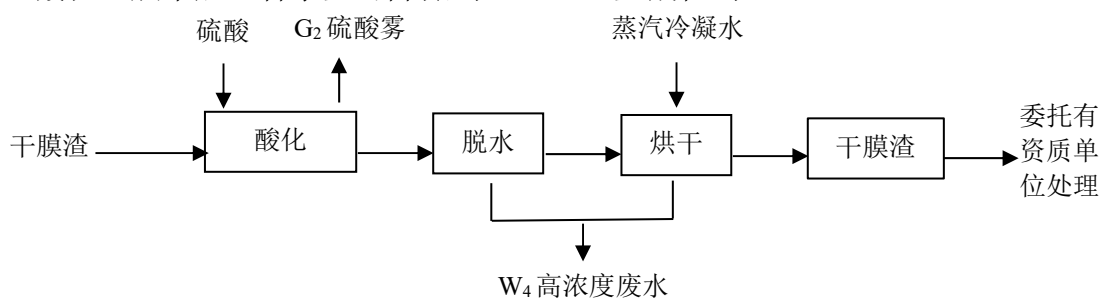 硫酸
G₂硫酸雾
蒸汽冷凝水
干膜渣
酸化
脱水
烘干
干膜渣
委托有
资质单
位处理
W₄高浓度废水